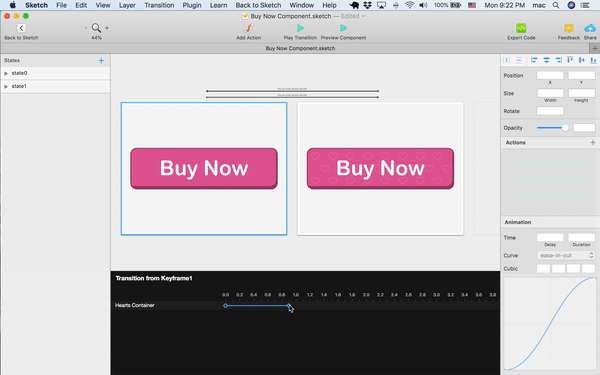 Sketch File Edit View Layer Transition Plugin Back to Sketch Window Help 100% Mon 9:22 PM mac
Buy Now Component.sketch — Edited
Back to Sketch 44% Add Action Play Transition Preview Component Export Code Feedback Share
Buy Now Component.sketch
States
state0
state1
Buy Now
Buy Now
Transition from Keyframe1
0.0 0.2 0.4 0.6 0.8 1.0 1.2 1.4 1.6 1.8 2.0 2.2 2.4 2.6 2.8 3.0 3.2 3.4 3.6 3.8
Hearts Container
Position
X Y
Size
Width Height
Rotate
Opacity
Actions
Animation
Time
Delay Duration
Curve ease-in-out
Cubic